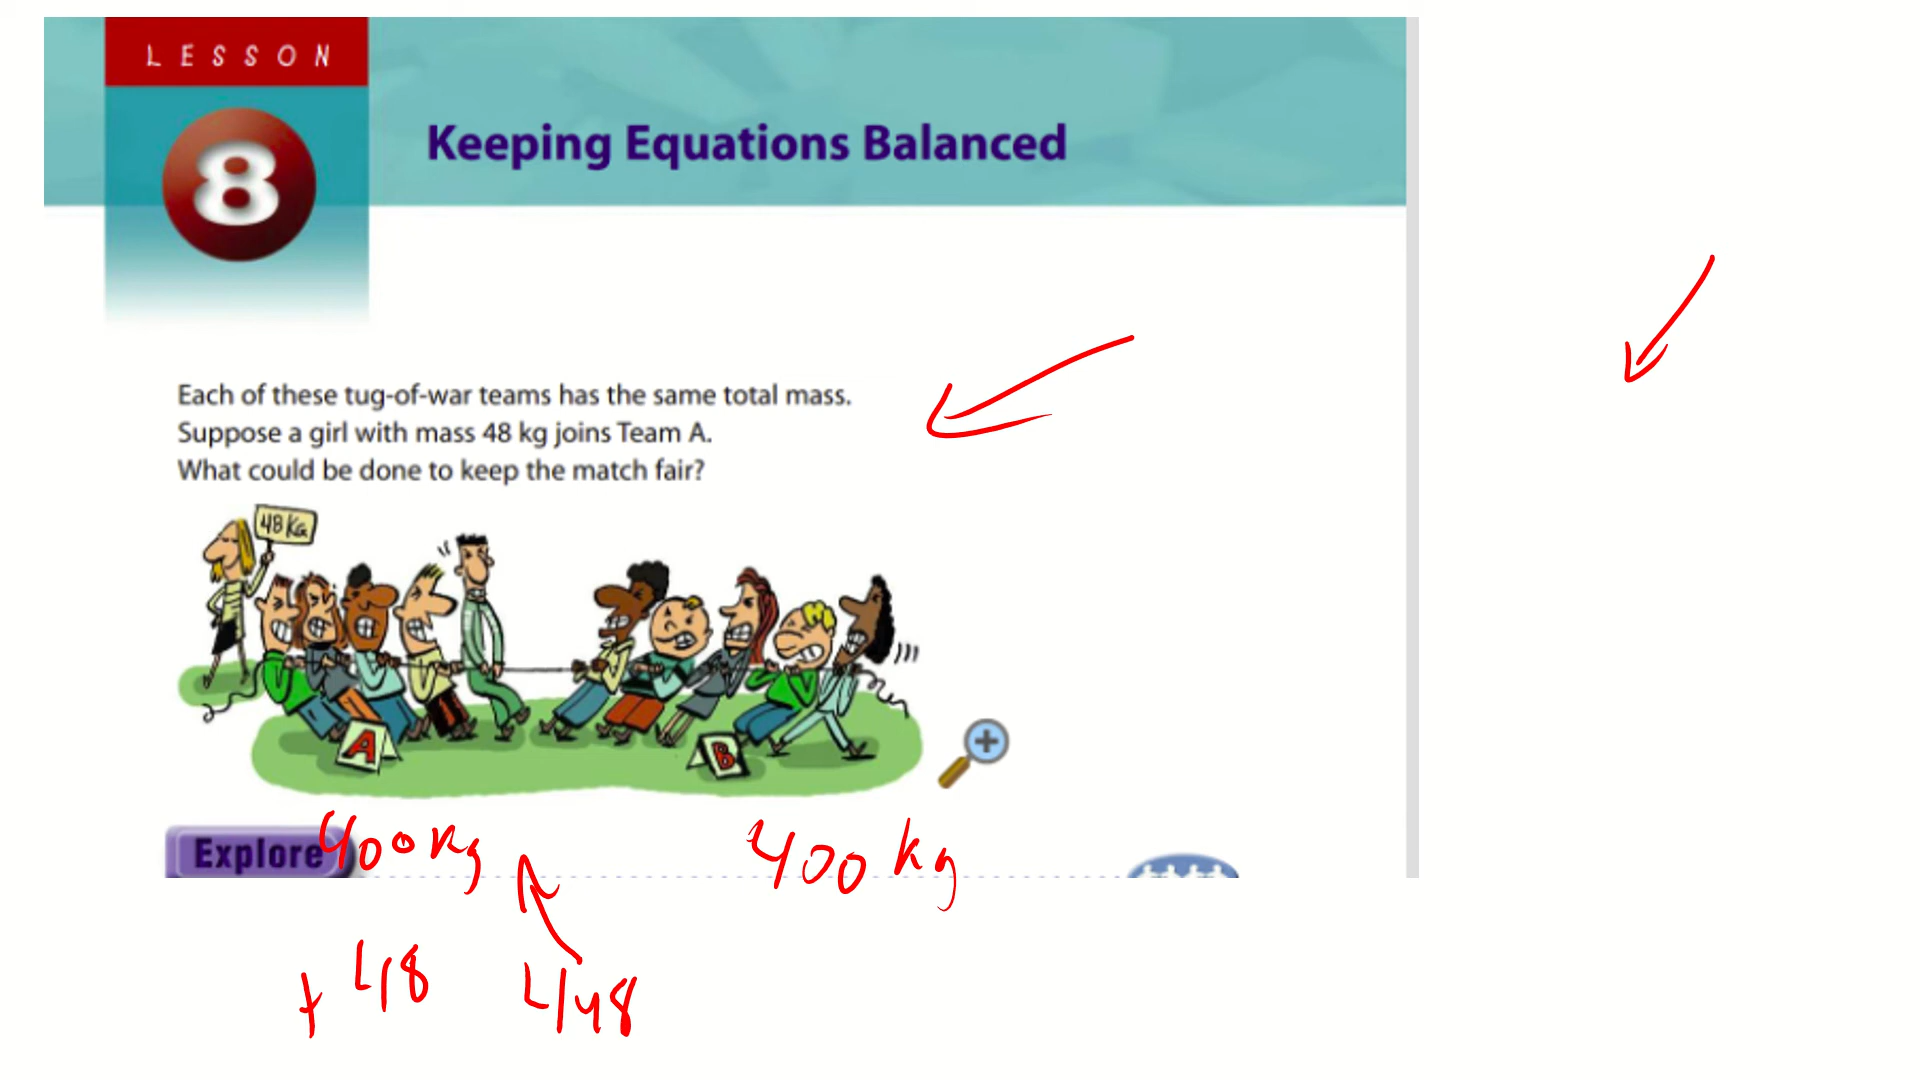 LESSON
8
Keeping Equations Balanced
Each of these tug-of-war teams has the same total mass.
Suppose a girl with mass 48 kg joins Team A.
What could be done to keep the match fair?
48 KG
A
B
Explore
400 kg
400 kg
+ 48
448